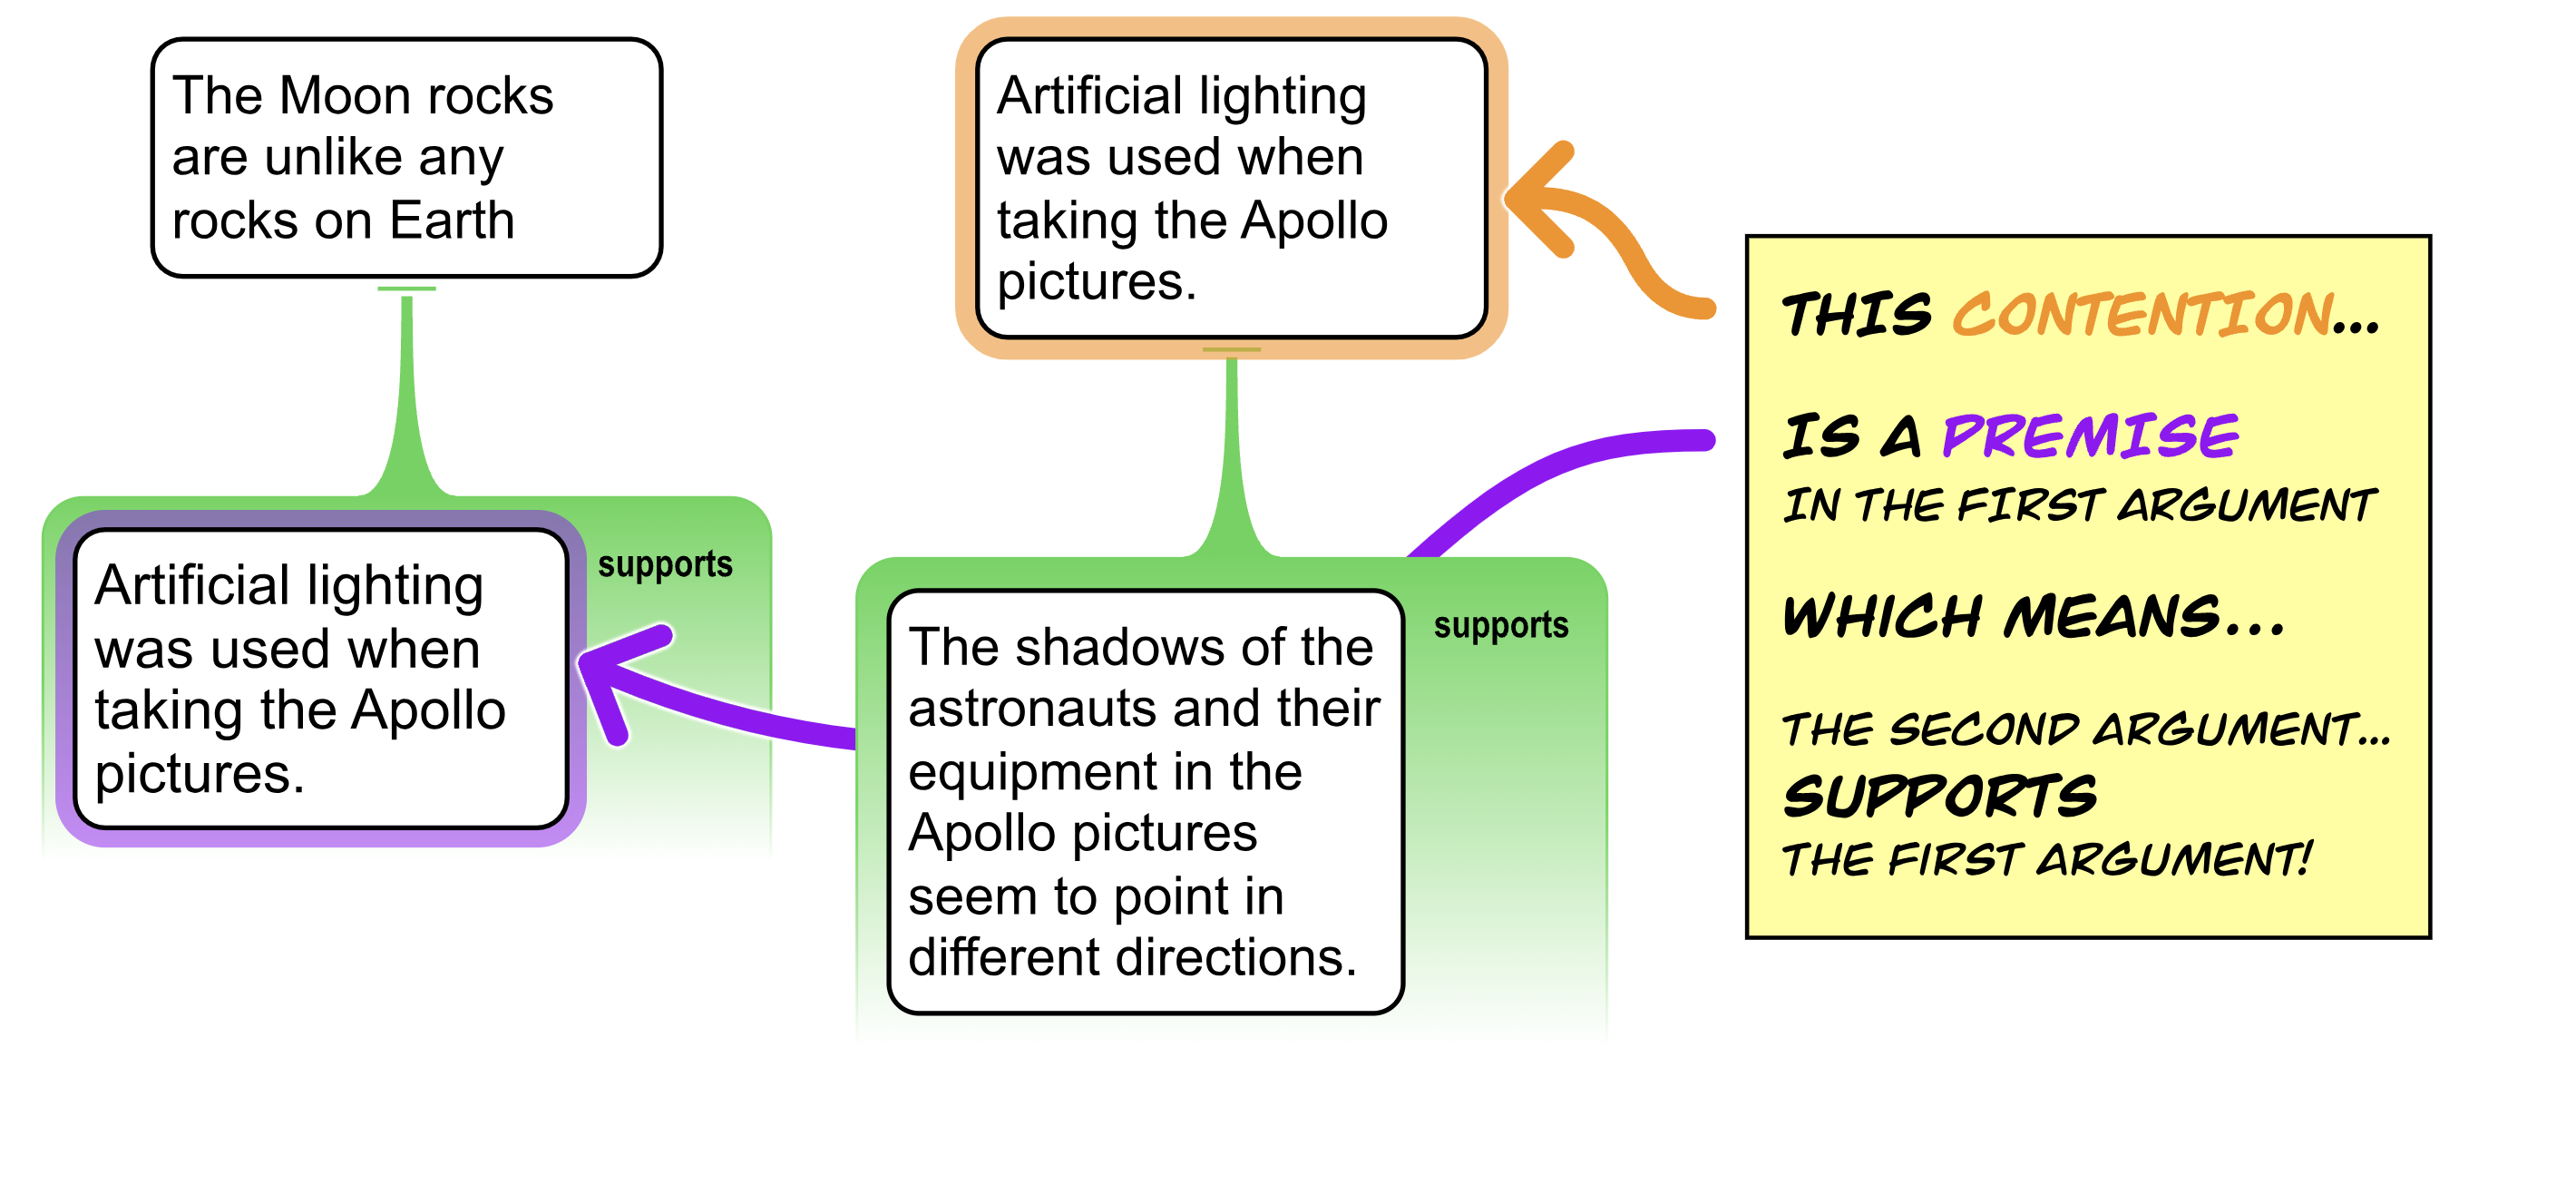 The Moon rocks
are unlike any
rocks on Earth
supports
Artificial lighting
was used when
taking the Apollo
pictures.
Artificial lighting
was used when
taking the Apollo
pictures.
supports
The shadows of the
astronauts and their
equipment in the
Apollo pictures
seem to point in
different directions.
THIS CONTENTION...
IS A PREMISE
IN THE FIRST ARGUMENT
WHICH MEANS...
THE SECOND ARGUMENT...
SUPPORTS
THE FIRST ARGUMENT!